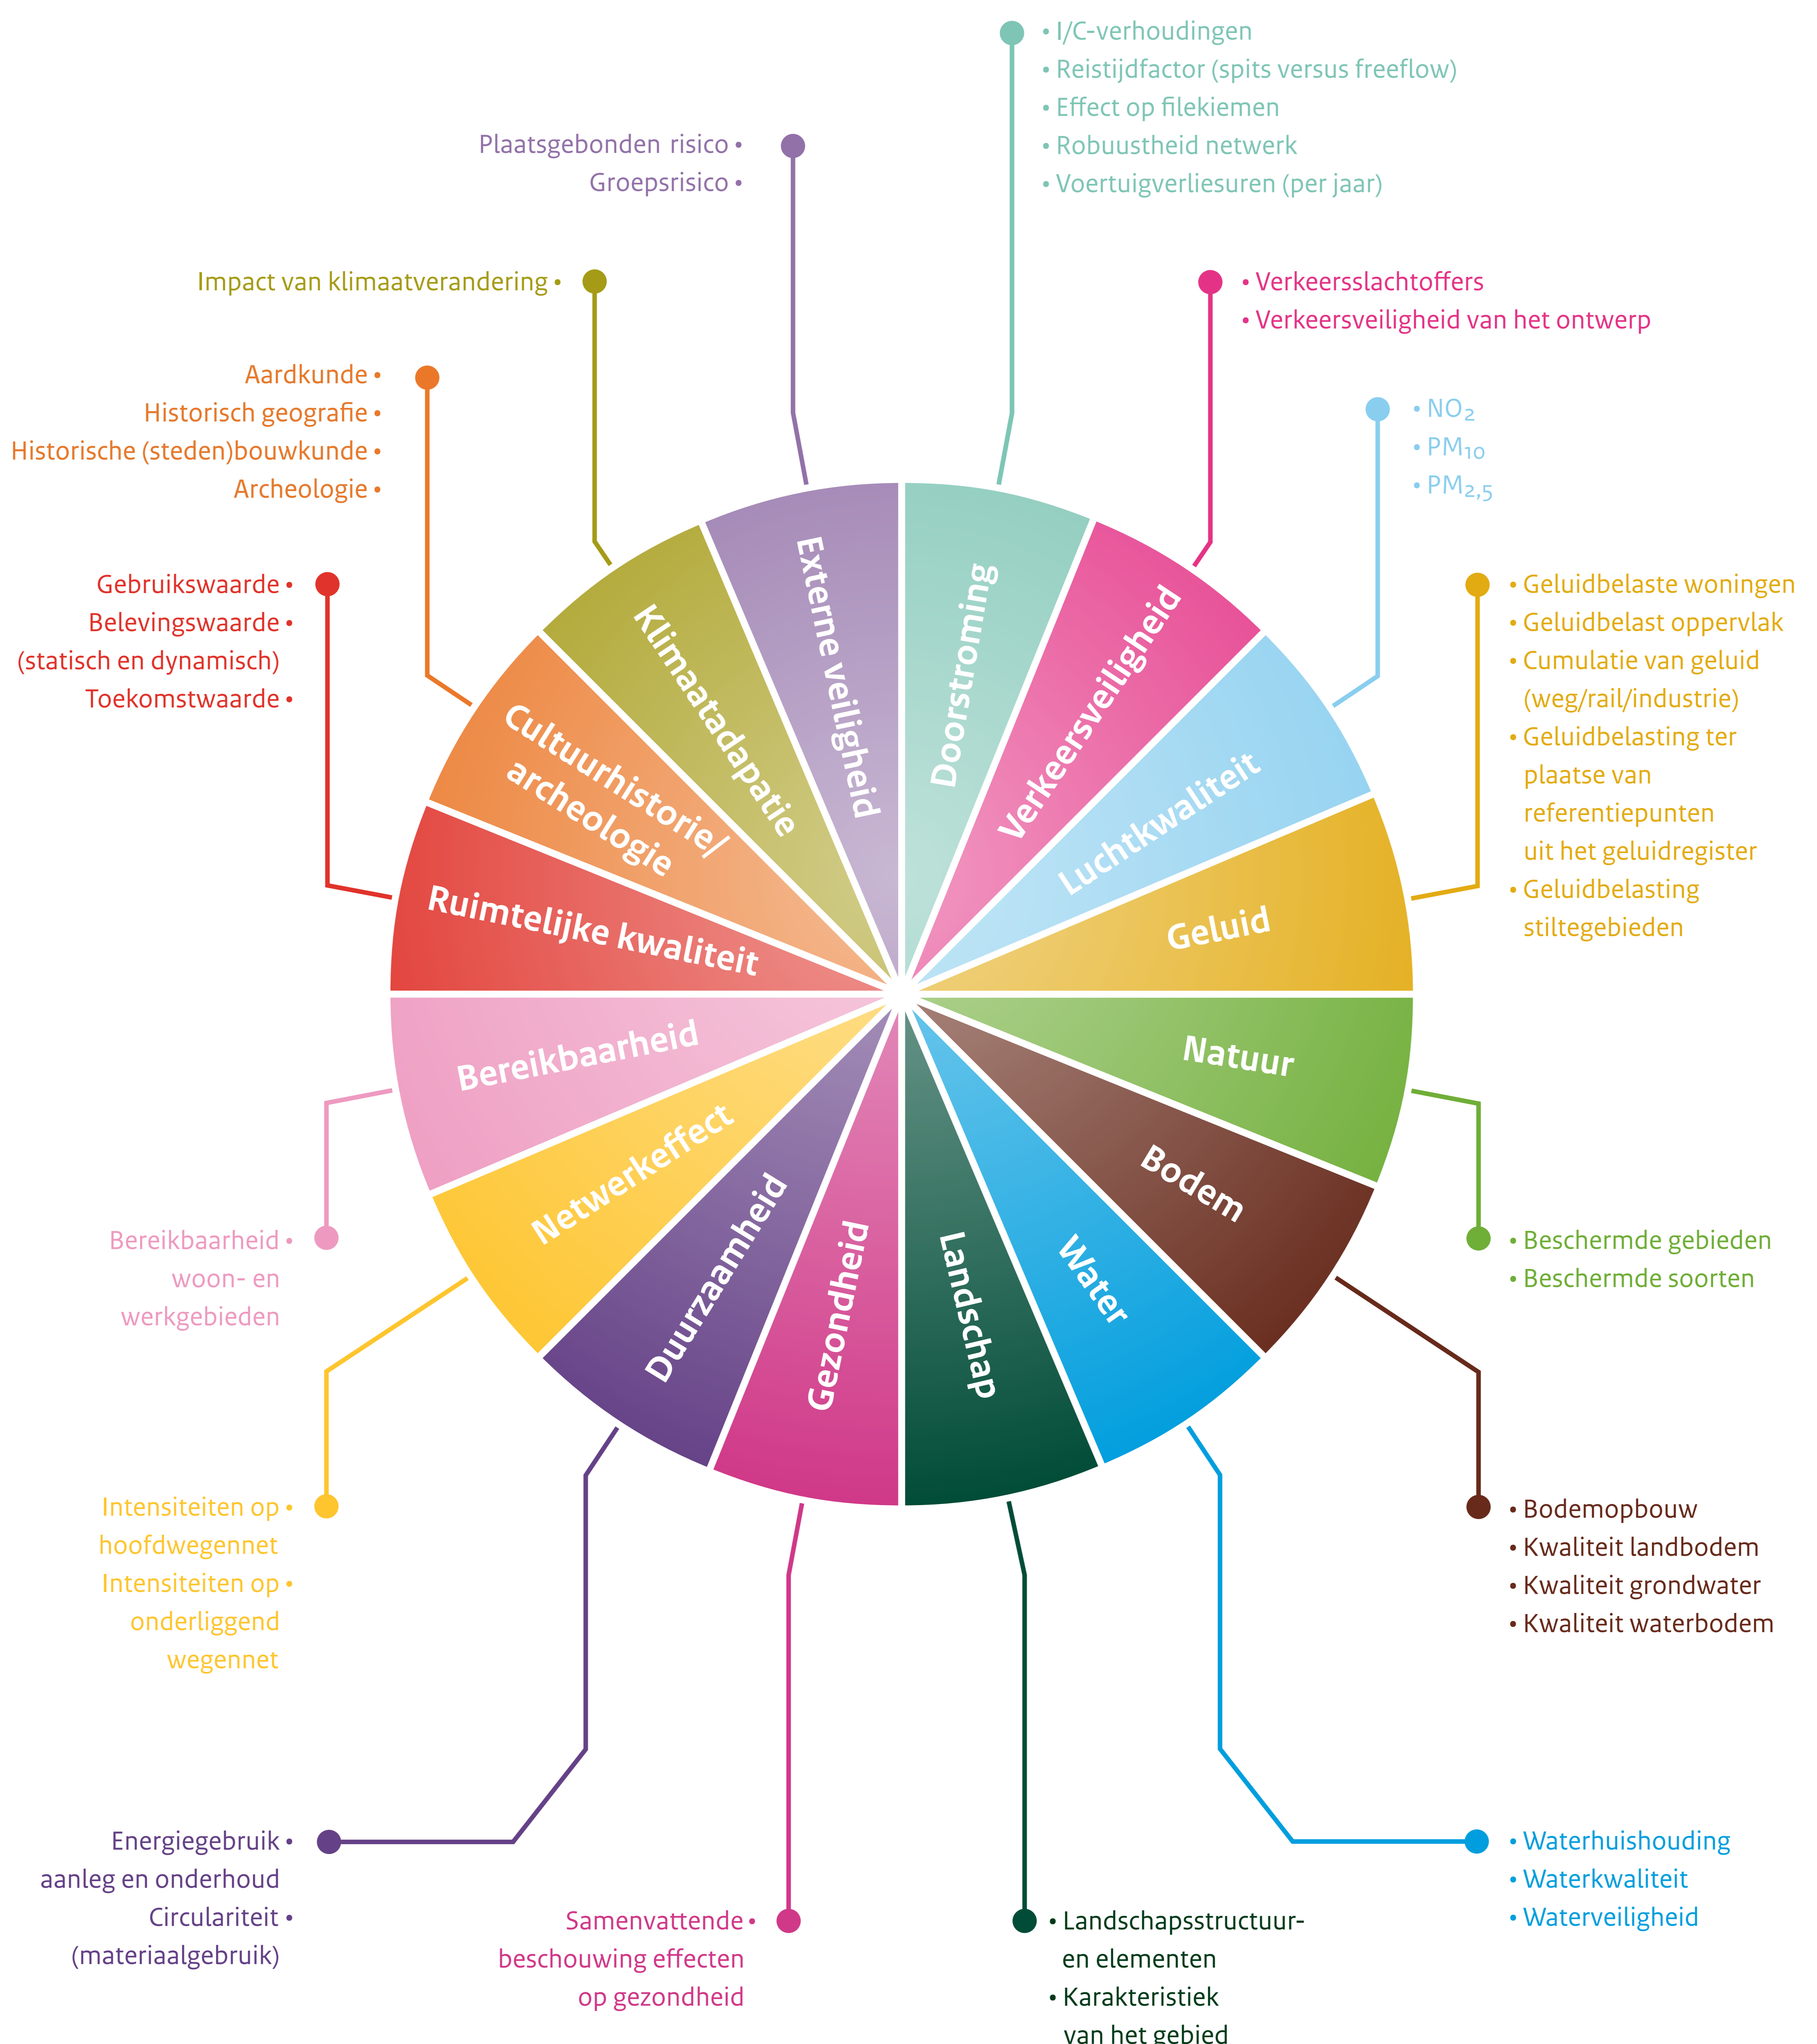 • I/C-verhoudingen
• Reistijdfactor (spits versus freeflow)
• Effect op filekiemen
• Robuustheid netwerk
• Voertuigverliesuren (per jaar)
• Verkeersslachtoffers
• Verkeersveiligheid van het ontwerp
• NO₂
• PM₁₀
• PM₂,₅
• Geluidbelaste woningen
• Geluidbelast oppervlak
• Cumulatie van geluid
(weg/rail/industrie)
• Geluidbelasting ter
plaatse van
referentiepunten
uit het geluidregister
• Geluidbelasting
stiltegebieden
• Beschermde gebieden
• Beschermde soorten
• Bodemopbouw
• Kwaliteit landbodem
• Kwaliteit grondwater
• Kwaliteit waterbodem
• Waterhuishouding
• Waterkwaliteit
• Waterveiligheid
• Landschapsstructuur-
en elementen
• Karakteristiek
van het gebied
Samenvattende •
beschouwing effecten
op gezondheid
Energiegebruik •
aanleg en onderhoud
Circulariteit •
(materiaalgebruik)
Intensiteiten op •
hoofdwegennet
Intensiteiten op •
onderliggend
wegennet
Bereikbaarheid •
woon- en
werkgebieden
Gebruikswaarde •
Belevingswaarde •
(statisch en dynamisch)
Toekomstwaarde •
Aardkunde •
Historisch geografie •
Historische (steden)bouwkunde •
Archeologie •
Impact van klimaatverandering •
Plaatsgebonden risico •
Groepsrisico •
Doorstroming
Verkeersveiligheid
Luchtkwaliteit
Geluid
Natuur
Bodem
Water
Landschap
Gezondheid
Duurzaamheid
Netwerkeffect
Bereikbaarheid
Ruimtelijke kwaliteit
Cultuurhistorie/
archeologie
Klimaatadapatie
Externe veiligheid